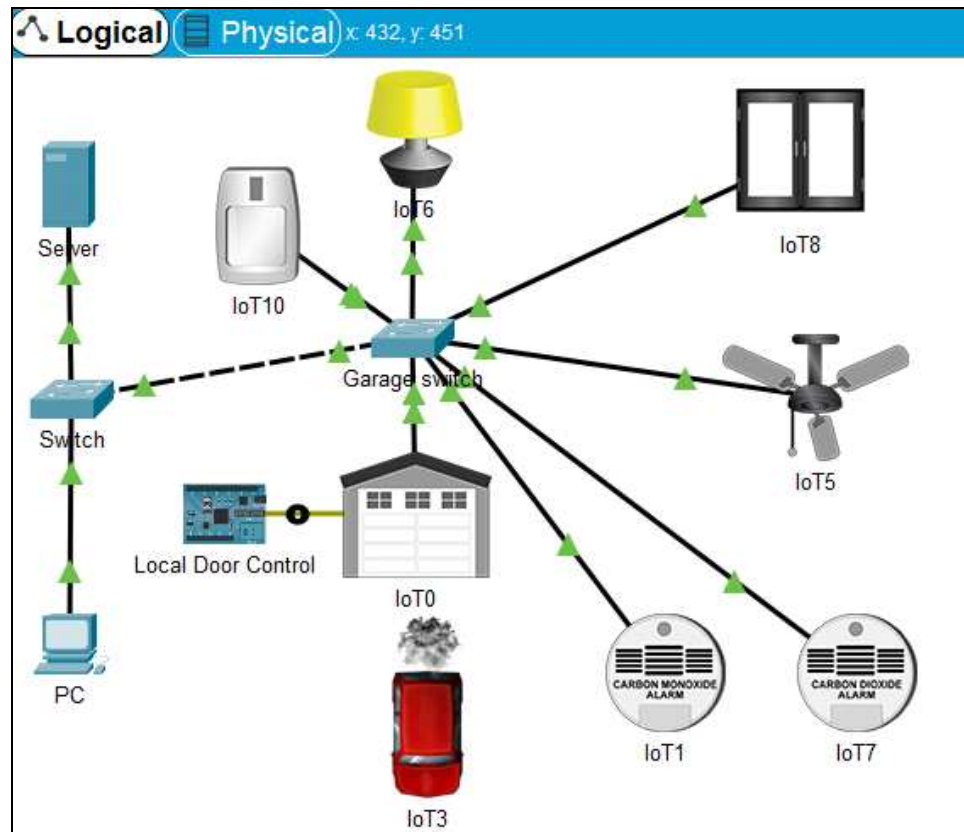 Logical Physical x: 432, y: 451
IoT6
Server
IoT8
IoT10
Garage switch
Switch
IoT5
Local Door Control
IoT0
CARBON MONOXIDE
ALARM
CARBON DIOXIDE
ALARM
PC
IoT1
IoT7
IoT3